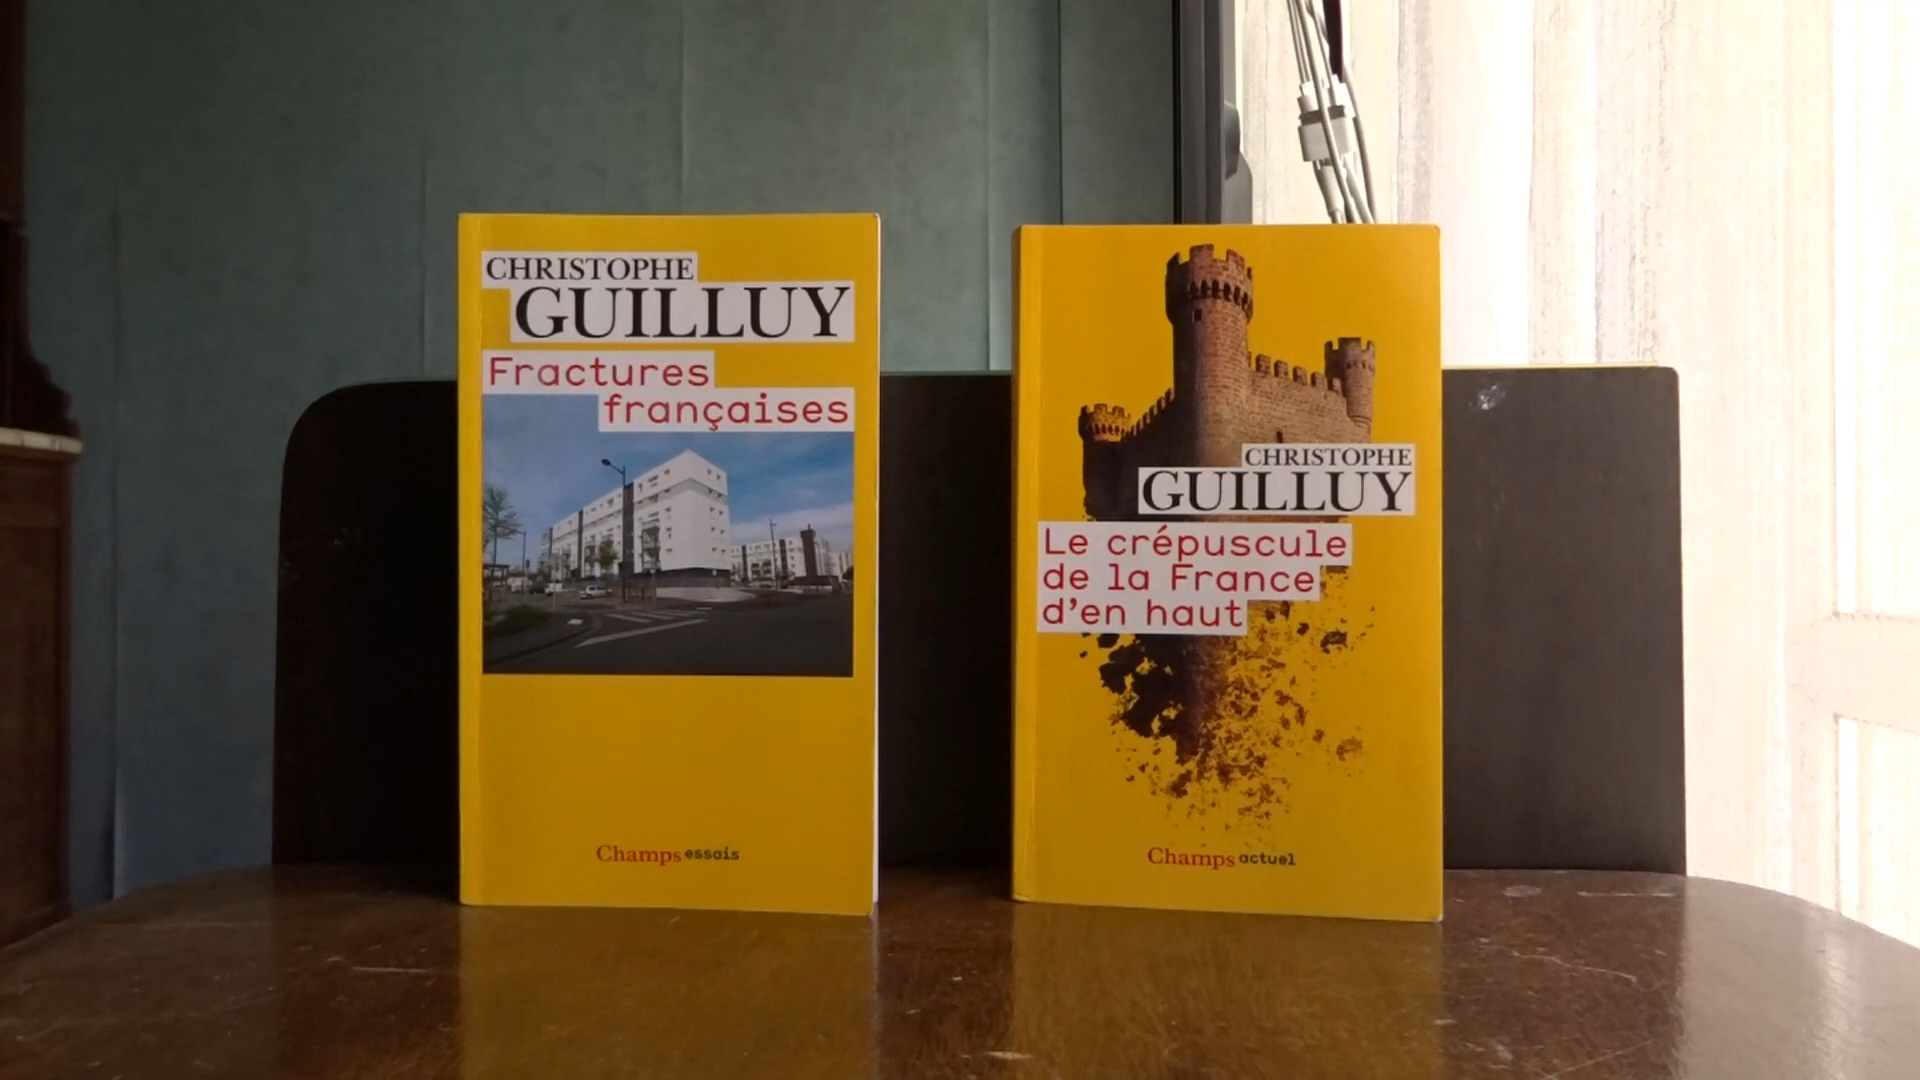 CHRISTOPHE
GUILLUY
Fractures
françaises
Champs essais
CHRISTOPHE
GUILLUY
Le crépuscule
de la France
d'en haut
Champs actuel